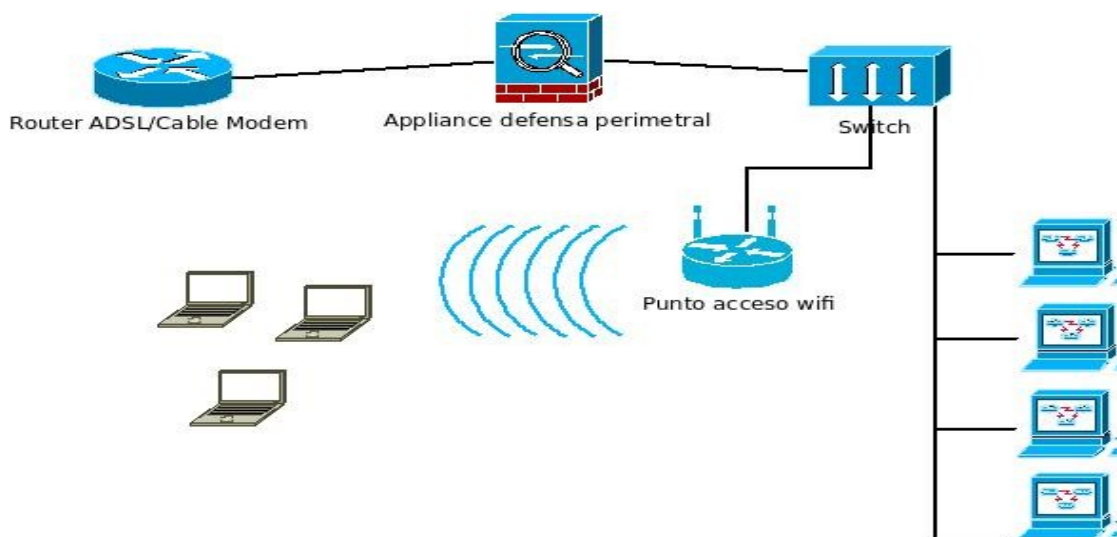 Router ADSL/Cable Modem
Appliance defensa perimetral
Switch
Punto acceso wifi